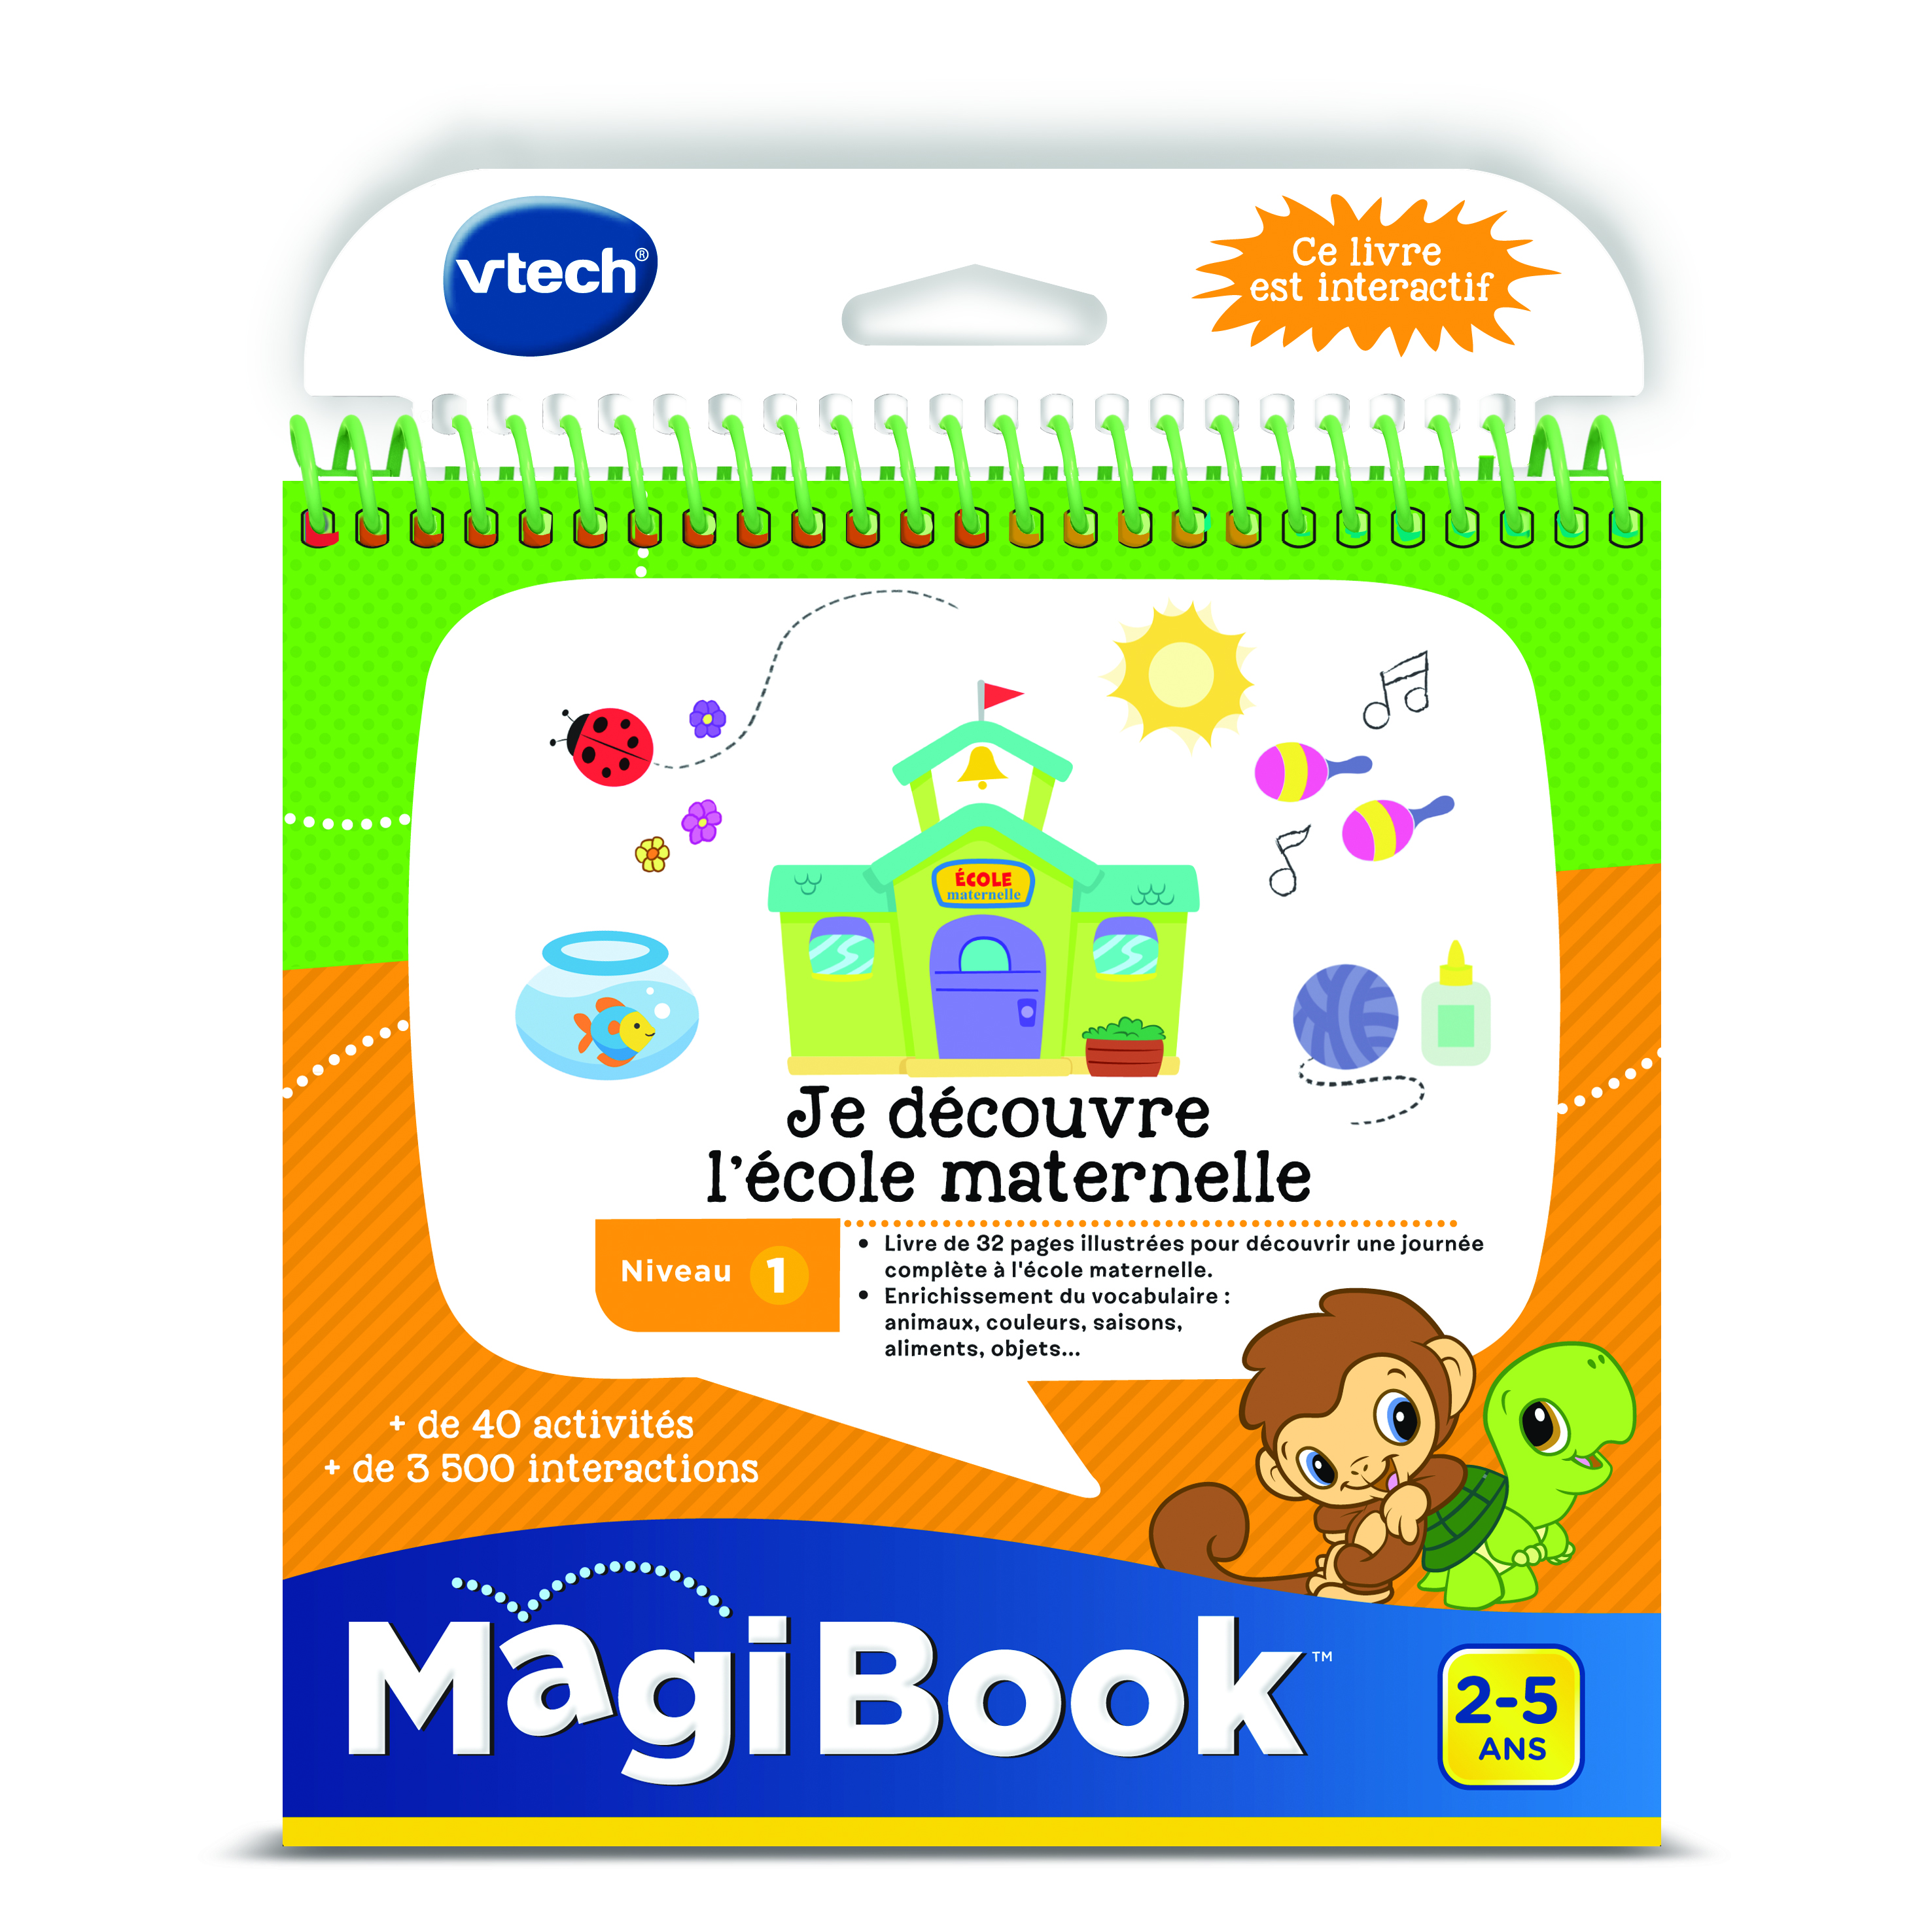 vtech®
Ce livre
est interactif
ÉCOLE
maternelle
Je découvre
l'école maternelle
Niveau 1
• Livre de 32 pages illustrées pour découvrir une journée
complète à l'école maternelle.
• Enrichissement du vocabulaire :
animaux, couleurs, saisons,
aliments, objets...
+ de 40 activités
+ de 3 500 interactions
MagiBook™
2-5
ANS